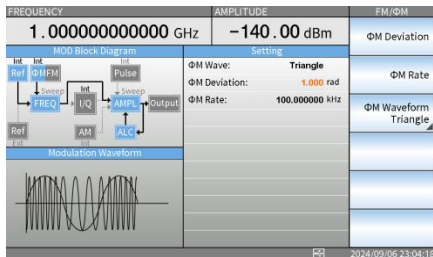 FREQUENCY AMPLITUDE FM/ΦM
1.000000000000 GHz −140.00 dBm
MOD Block Diagram
Int Int Int
Ref ΦM FM Pulse
Sweep Sweep
Int
FREQ I/Q AMPL Output
Ref AM ALC
Ext Int
Modulation Waveform
Setting
ΦM Wave: Triangle
ΦM Deviation: 1.000 rad
ΦM Rate: 100.000000 kHz
ΦM Deviation
ΦM Rate
ΦM Waveform
Triangle
2024/09/06 23:04:18